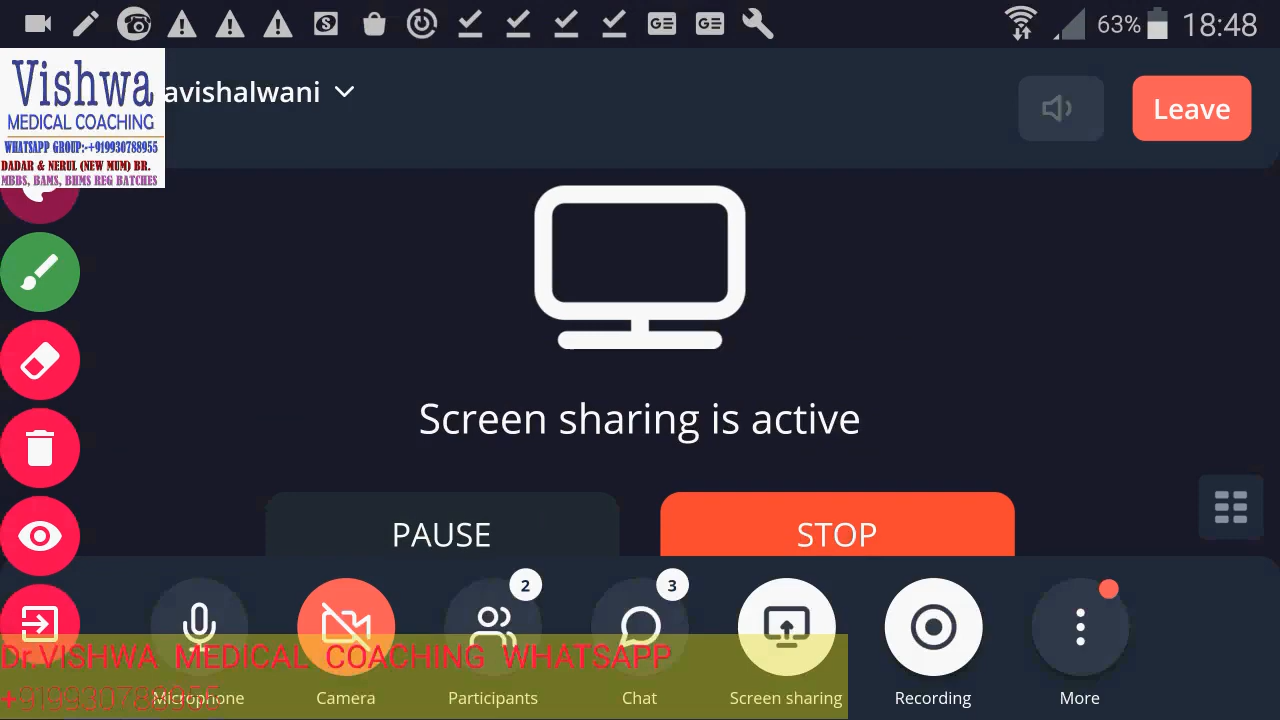 63% 18:48
Vishwa
MEDICAL COACHING
WHATSAPP GROUP:-+919930788955
DADAR & NERUL (NEW MUM) BR.
MBBS, BAMS, BHMS REG BATCHES
avishalwani
Leave
Screen sharing is active
PAUSE STOP
2 3
Dr.VISHWA MEDICAL COACHING WHATSAPP
+919930788955
Microphone Camera Participants Chat Screen sharing Recording More